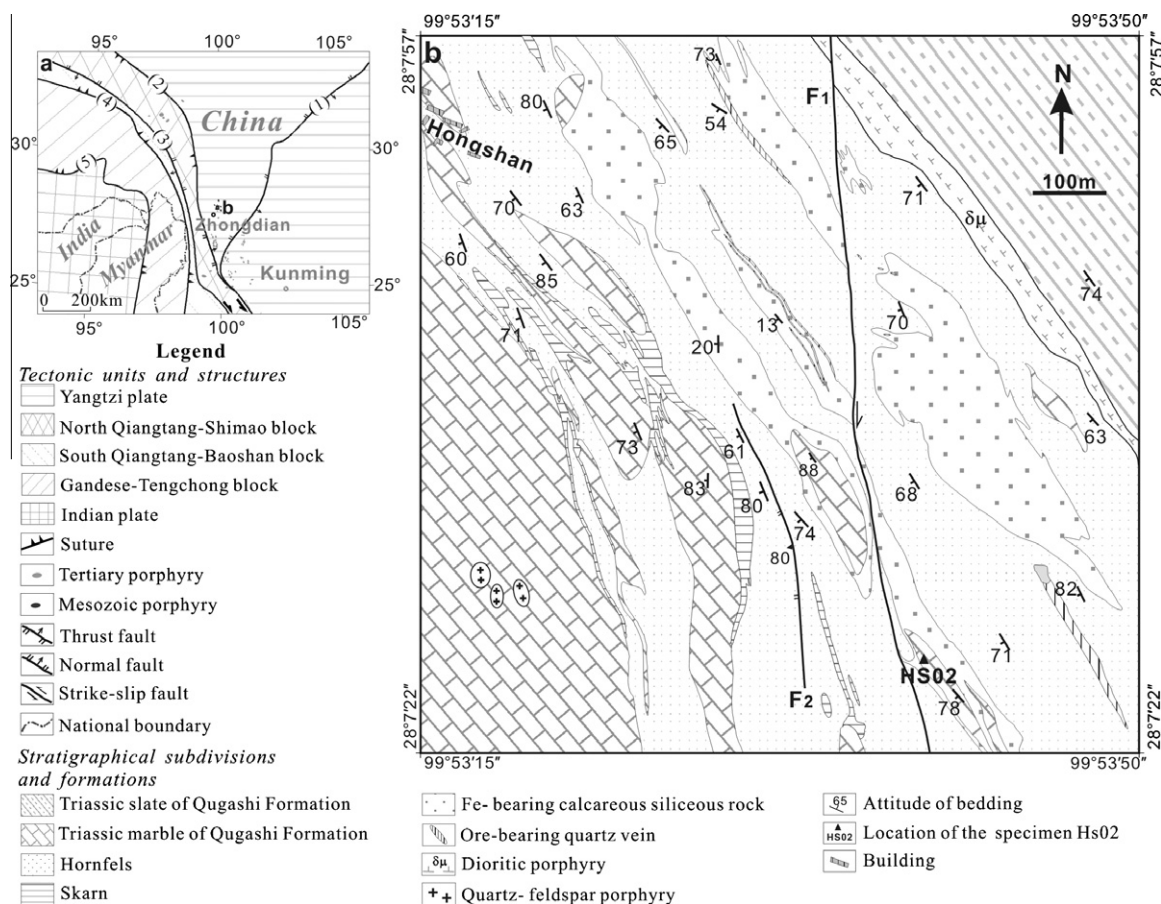 95°
100°
105°
a
(2)
(4)
(3)
(1)
(5)
China
30°
30°
b
Zhongdian
India
Myanmar
Kunming
25°
25°
0 200km
95°
100°
105°
Legend
Tectonic units and structures
Yangtzi plate
North Qiangtang-Shimao block
South Qiangtang-Baoshan block
Gandese-Tengchong block
Indian plate
Suture
Tertiary porphyry
Mesozoic porphyry
Thrust fault
Normal fault
Strike-slip fault
National boundary
Stratigraphical subdivisions
and formations
Triassic slate of Qugashi Formation
Triassic marble of Qugashi Formation
Hornfels
Skarn
99°53′15″
99°53′50″
28°7′57″
28°7′57″
b
N
100m
F1
Hongshan
73
80
54
65
71
δμ
70
63
60
85
74
71
13
70
20
63
73
61
88
83
80
68
74
80
82
71
HS02
78
F2
28°7′22″
28°7′22″
99°53′15″
99°53′50″
Fe- bearing calcareous siliceous rock
Ore-bearing quartz vein
δμ Dioritic porphyry
Quartz- feldspar porphyry
65 Attitude of bedding
HS02 Location of the specimen Hs02
Building